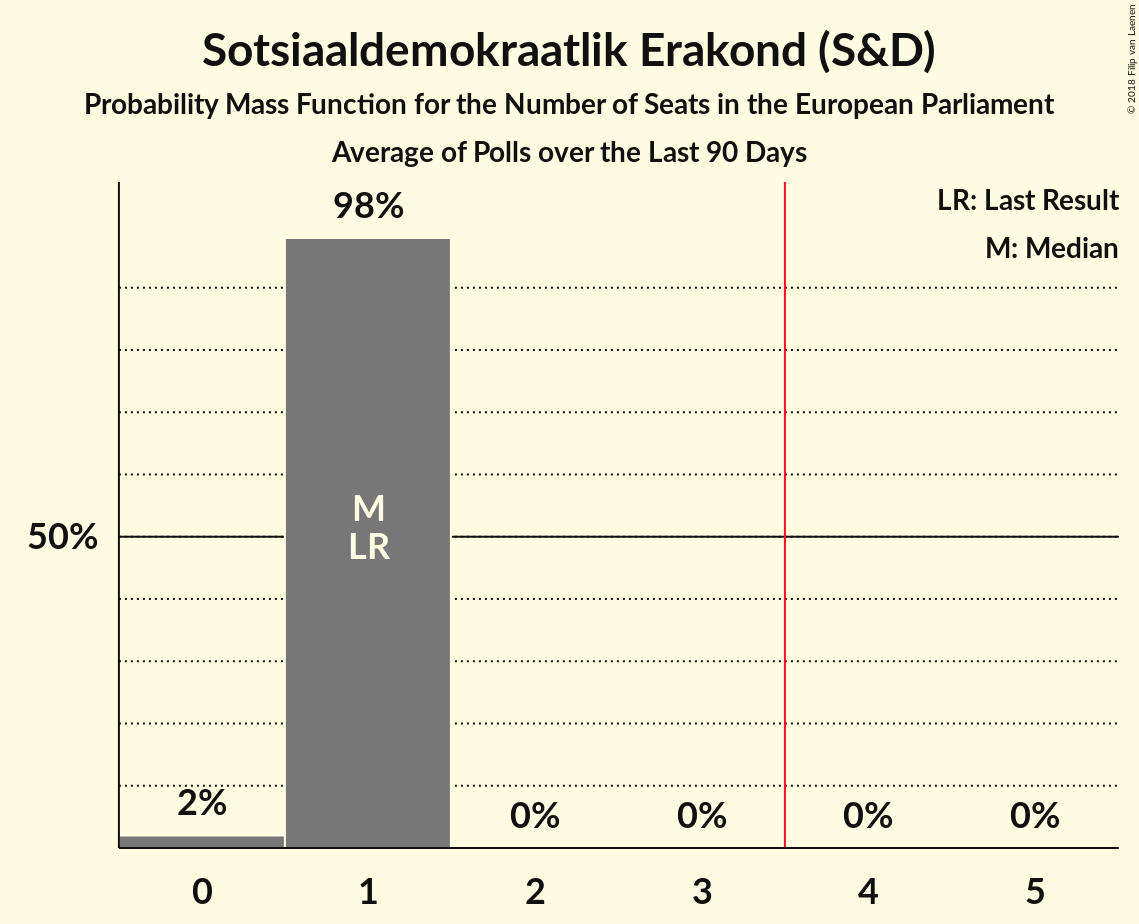 Sotsiaaldemokraatlik Erakond (S&D)
Probability Mass Function for the Number of Seats in the European Parliament
Average of Polls over the Last 90 Days
© 2018 Filip van Laenen
LR: Last Result
M: Median
98%
M
LR
50%
2%
0%
0%
0%
0%
0 1 2 3 4 5